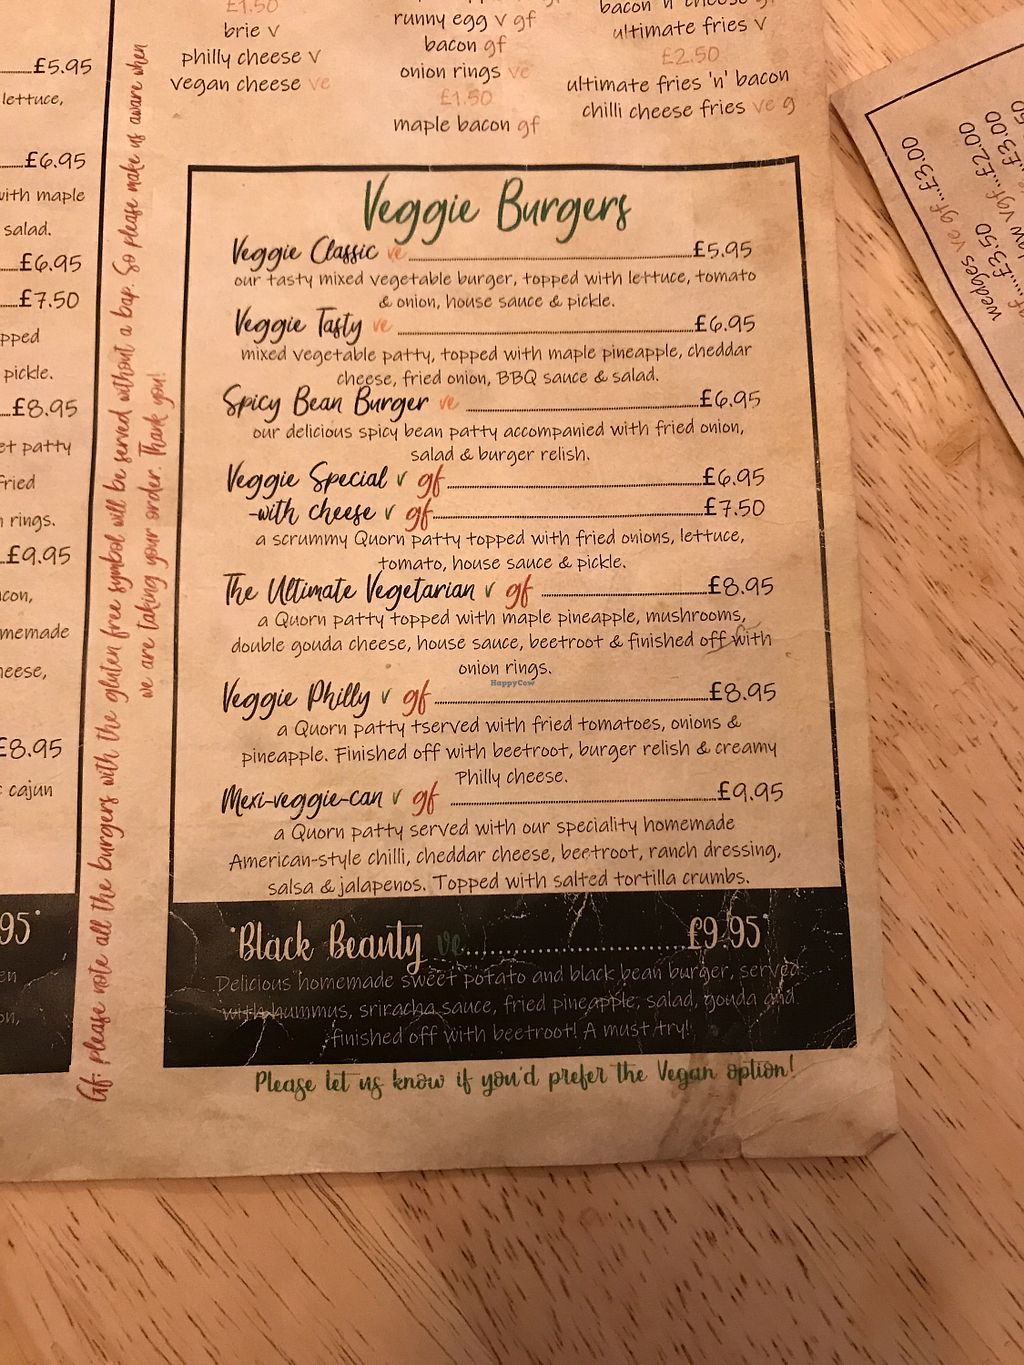 £1.50
brie v
philly cheese v
vegan cheese ve
runny egg v gf
bacon gf
onion rings ve
£1.50
maple bacon gf
bacon 'n' cheese gf
ultimate fries v
£2.50
ultimate fries 'n' bacon
chilli cheese fries ve g
£5.95
lettuce,
£6.95
with maple
salad.
£6.95
£7.50
pped
pickle.
£8.95
et patty
fried
n rings.
£9.95
acon,
memade
heese,
£8.95
c cajun
95*
en
on,
Gf: Please note all the burgers with the gluten free symbol will be served without a bap. So please make us aware when
we are taking your order. Thank you!
Veggie Burgers
Veggie Classic ve £5.95
our tasty mixed vegetable burger, topped with lettuce, tomato
& onion, house sauce & pickle.
Veggie Tasty ve £6.95
mixed vegetable patty, topped with maple pineapple, cheddar
cheese, fried onion, BBQ sauce & salad.
Spicy Bean Burger ve £6.95
our delicious spicy bean patty accompanied with fried onion,
salad & burger relish.
Veggie Special v gf £6.95
-with cheese v gf £7.50
a scrummy Quorn patty topped with fried onions, lettuce,
tomato, house sauce & pickle.
The Ultimate Vegetarian v gf £8.95
a Quorn patty topped with maple pineapple, mushrooms,
double gouda cheese, house sauce, beetroot & finished off with
onion rings.
HappyCow
Veggie Philly v gf £8.95
a Quorn patty tserved with fried tomatoes, onions &
pineapple. Finished off with beetroot, burger relish & creamy
Philly cheese.
Mexi-veggie-can v gf £9.95
a Quorn patty served with our speciality homemade
American-style chilli, cheddar cheese, beetroot, ranch dressing,
salsa & jalapenos. Topped with salted tortilla crumbs.
*Black Beauty ve £9.95*
Delicious homemade sweet potato and black bean burger, served
with hummus, sriracha sauce, fried pineapple, salad, gouda and
finished off with beetroot! A must try!
Please let us know if you'd prefer the Vegan option!
£3.00
wedges ve gf
£3.50
£2.00
£3.00